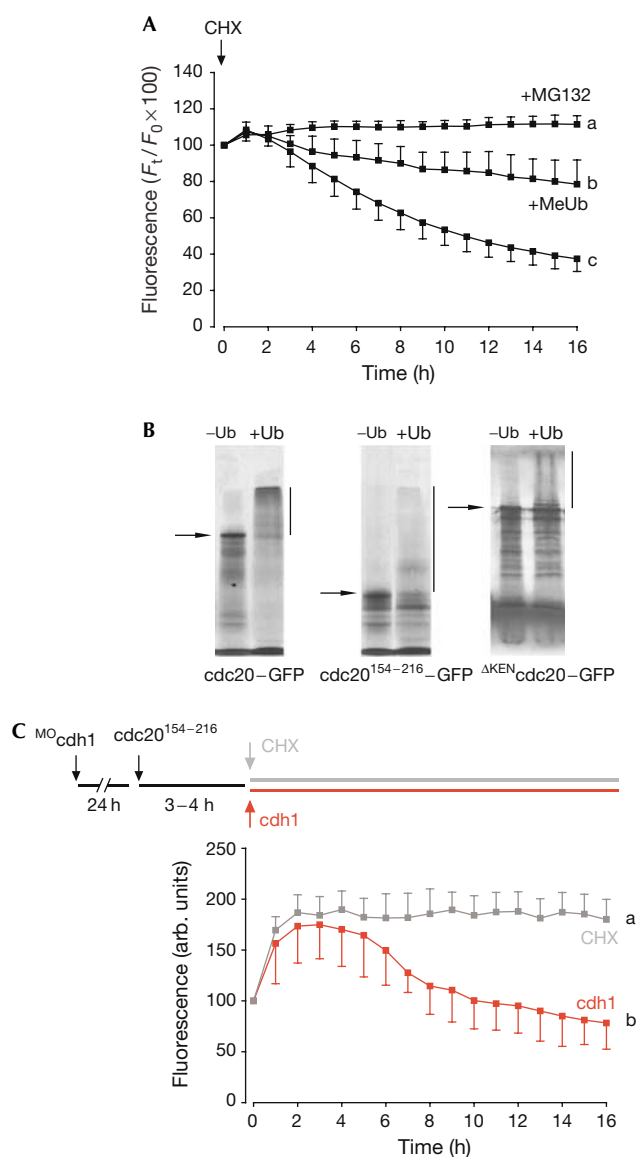 A
CHX
140
120
100
80
60
40
20
0
Fluorescence (Ft / F0 × 100)
+MG132
a
b
+MeUb
c
0 2 4 6 8 10 12 14 16
Time (h)
B
–Ub +Ub –Ub +Ub –Ub +Ub
cdc20–GFP cdc20154–216–GFP ΔKENcdc20–GFP
C
MOcdh1 cdc20154–216 CHX
24 h 3–4 h cdh1
250
200
150
100
50
0
Fluorescence (arb. units)
a
CHX
cdh1
b
0 2 4 6 8 10 12 14 16
Time (h)